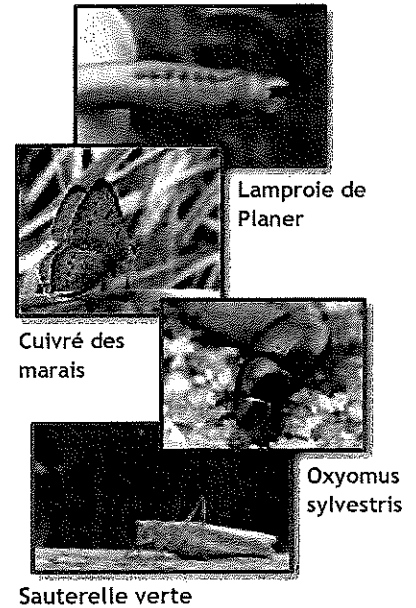 Lamproie de
Planer
Cuivré des
marais
Oxyomus
sylvestris
Sauterelle verte